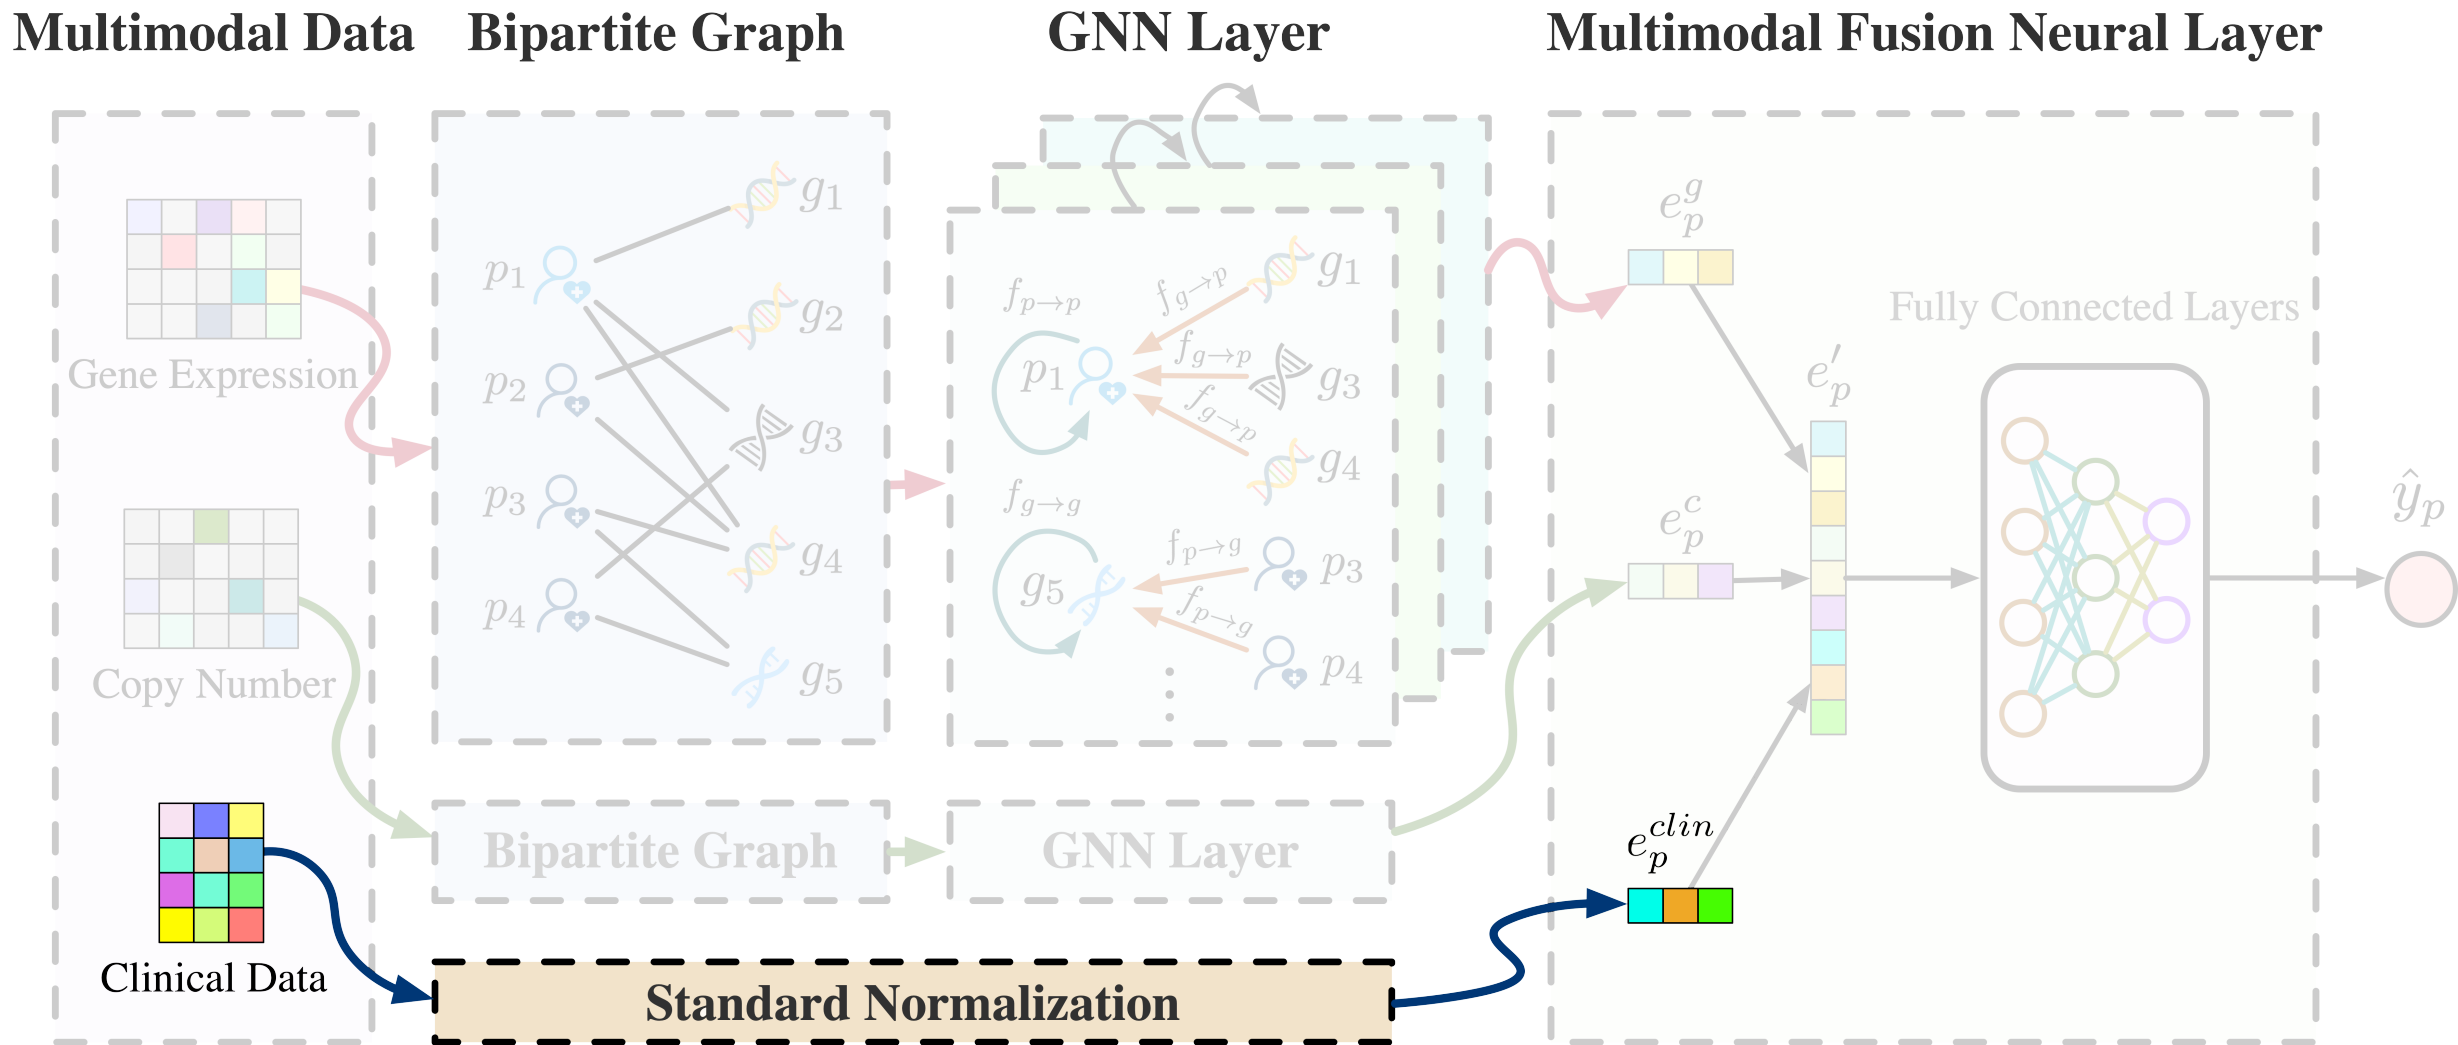 Multimodal Data
Bipartite Graph
GNN Layer
Multimodal Fusion Neural Layer
Gene Expression
Copy Number
Clinical Data
p₁
p₂
p₃
p₄
g₁
g₂
g₃
g₄
g₅
f_{p→p}
p₁
f_{g→p}
g₁
f_{g→p}
g₃
f_{g→p}
g₄
f_{g→g}
g₅
f_{p→g}
p₃
f_{p→g}
p₄
Bipartite Graph
GNN Layer
Standard Normalization
e_p^g
e_p^c
e_p^{clin}
e_p′
Fully Connected Layers
ŷ_p